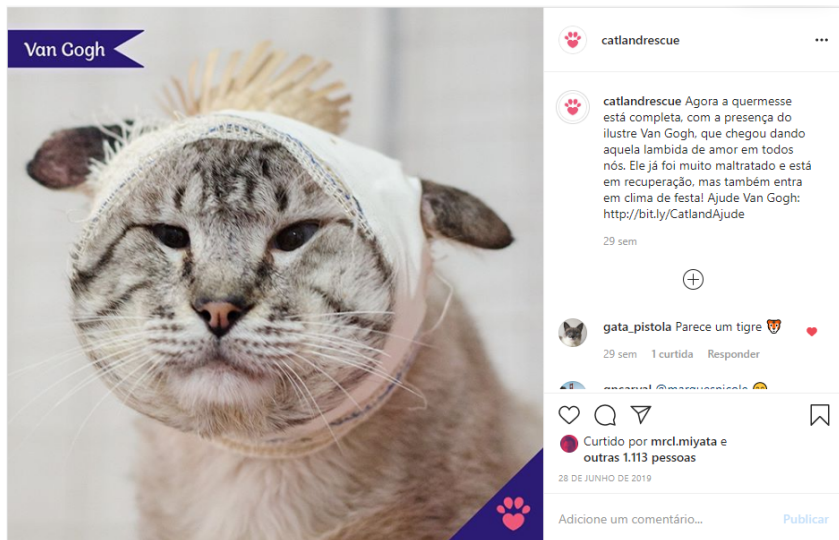 Van Gogh
catlandrescue
catlandrescue Agora a quermesse
está completa, com a presença do
ilustre Van Gogh, que chegou dando
aquela lambida de amor em todos
nós. Ele já foi muito maltratado e está
em recuperação, mas também entra
em clima de festa! Ajude Van Gogh:
http://bit.ly/CatlandAjude
29 sem
gata_pistola Parece um tigre 🐯
29 sem 1 curtida Responder
Curtido por mrcl.miyata e
outras 1.113 pessoas
28 DE JUNHO DE 2019
Adicione um comentário... Publicar